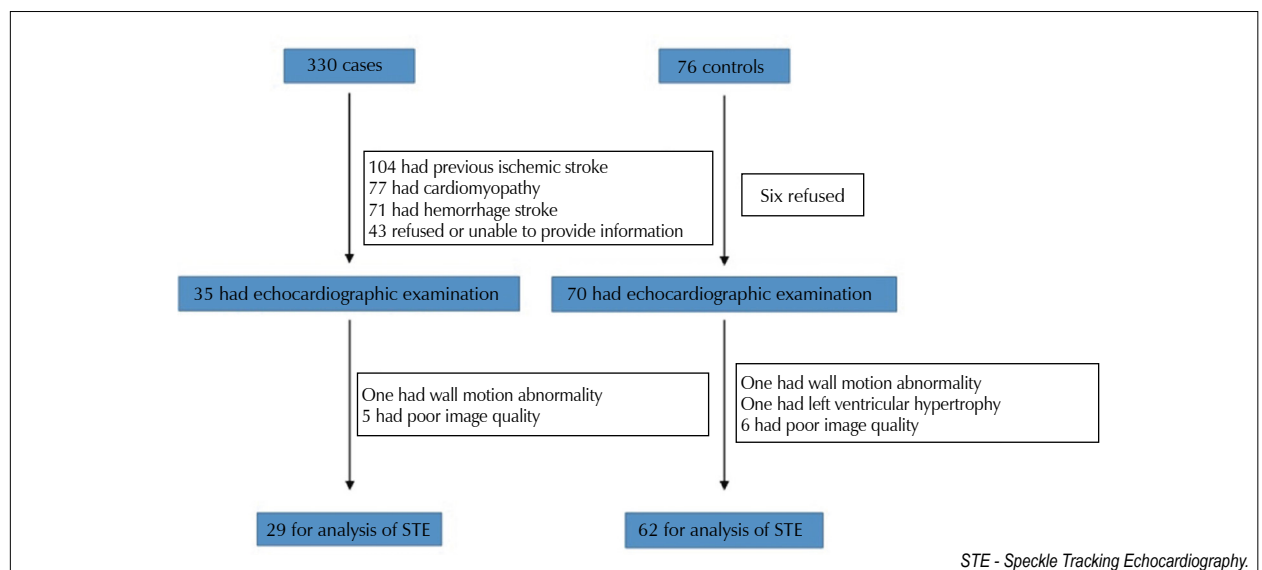 330 cases
76 controls
104 had previous ischemic stroke
77 had cardiomyopathy
71 had hemorrhage stroke
43 refused or unable to provide information
Six refused
35 had echocardiographic examination
70 had echocardiographic examination
One had wall motion abnormality
5 had poor image quality
One had wall motion abnormality
One had left ventricular hypertrophy
6 had poor image quality
29 for analysis of STE
62 for analysis of STE
STE - Speckle Tracking Echocardiography.